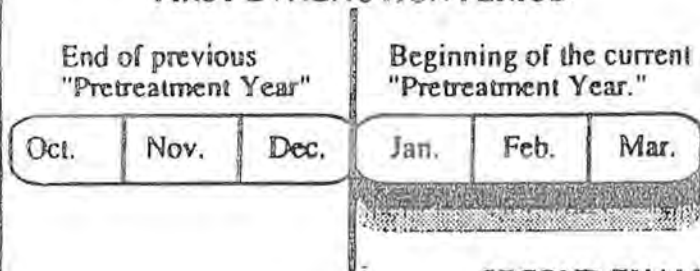 End of previous
"Pretreatment Year"
Beginning of the current
"Pretreatment Year."
Oct. Nov. Dec. Jan. Feb. Mar.